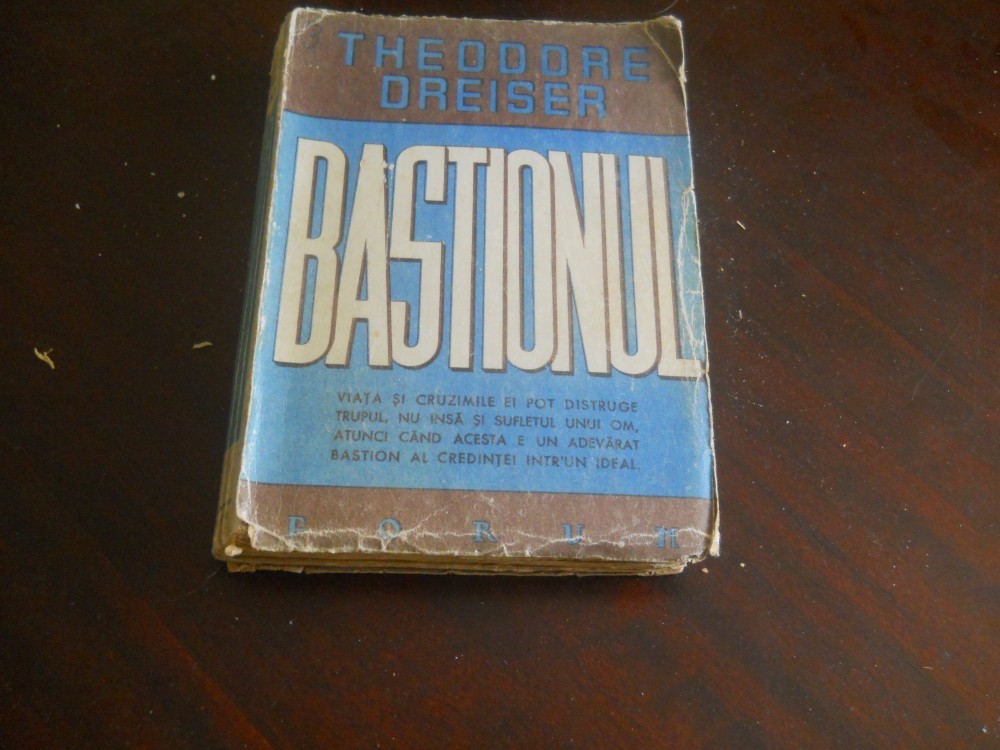 THEODORE
DREISER
BASTIONUL
VIAȚA ȘI CRUZIMILE EI POT DISTRUGE
TRUPUL, NU INSĂ ȘI SUFLETUL UNUI OM,
ATUNCI CÂND ACESTA E UN ADEVĂRAT
BASTION AL CREDINȚEI INTR'UN IDEAL.
FORUM